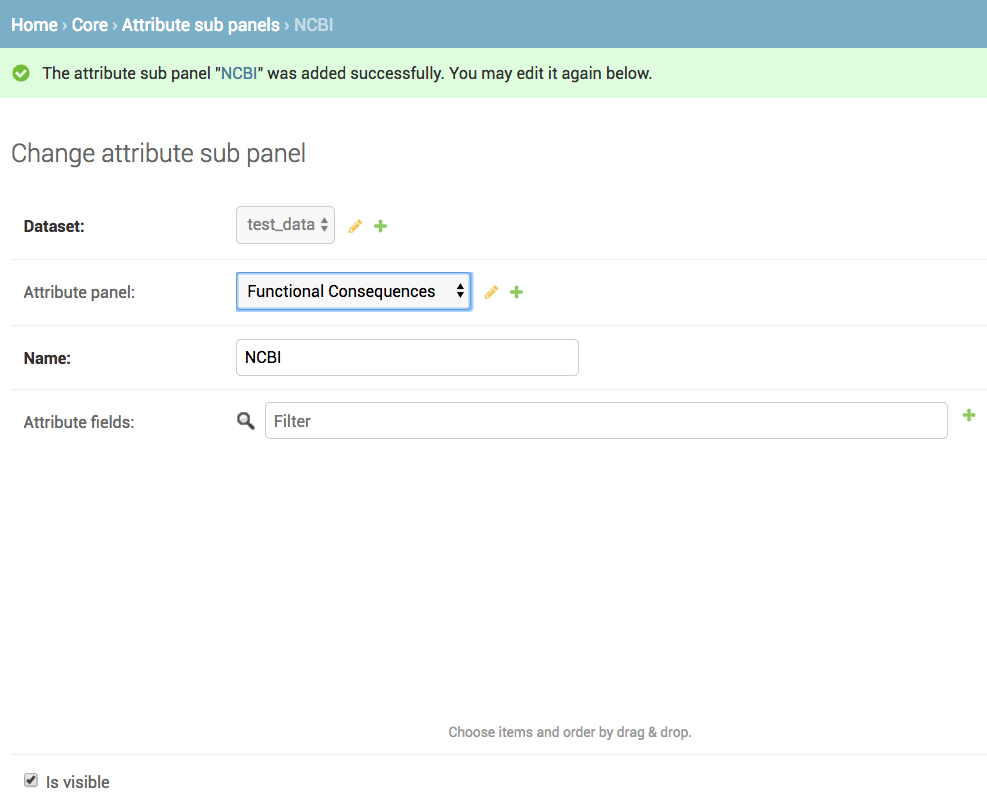 Home › Core › Attribute sub panels › NCBI
The attribute sub panel "NCBI" was added successfully. You may edit it again below.
Change attribute sub panel
Dataset: test_data
Attribute panel: Functional Consequences
Name: NCBI
Attribute fields: Filter
Choose items and order by drag & drop.
Is visible